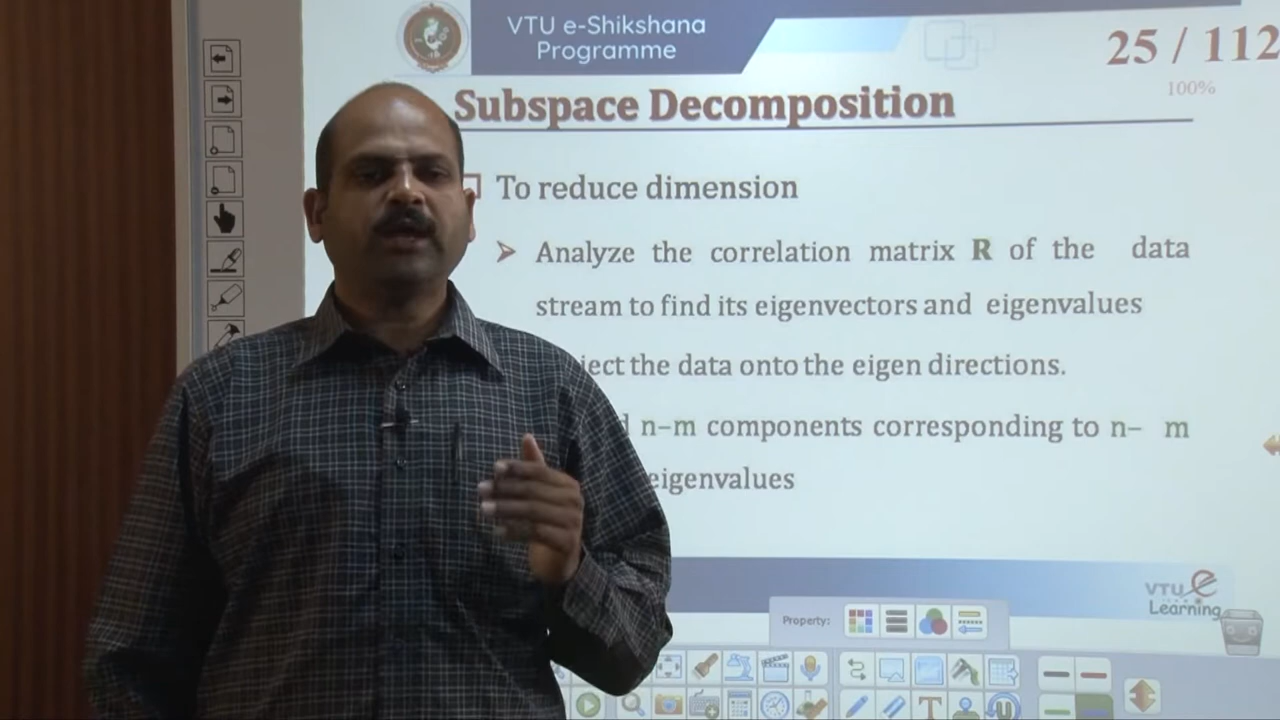 VTU e-Shikshana
Programme
25 / 112
100%
Subspace Decomposition
To reduce dimension
Analyze the correlation matrix R of the data
stream to find its eigenvectors and eigenvalues
the data onto the eigen directions.
n–m components corresponding to n– m
eigenvalues
VTU e
Learning
Property: